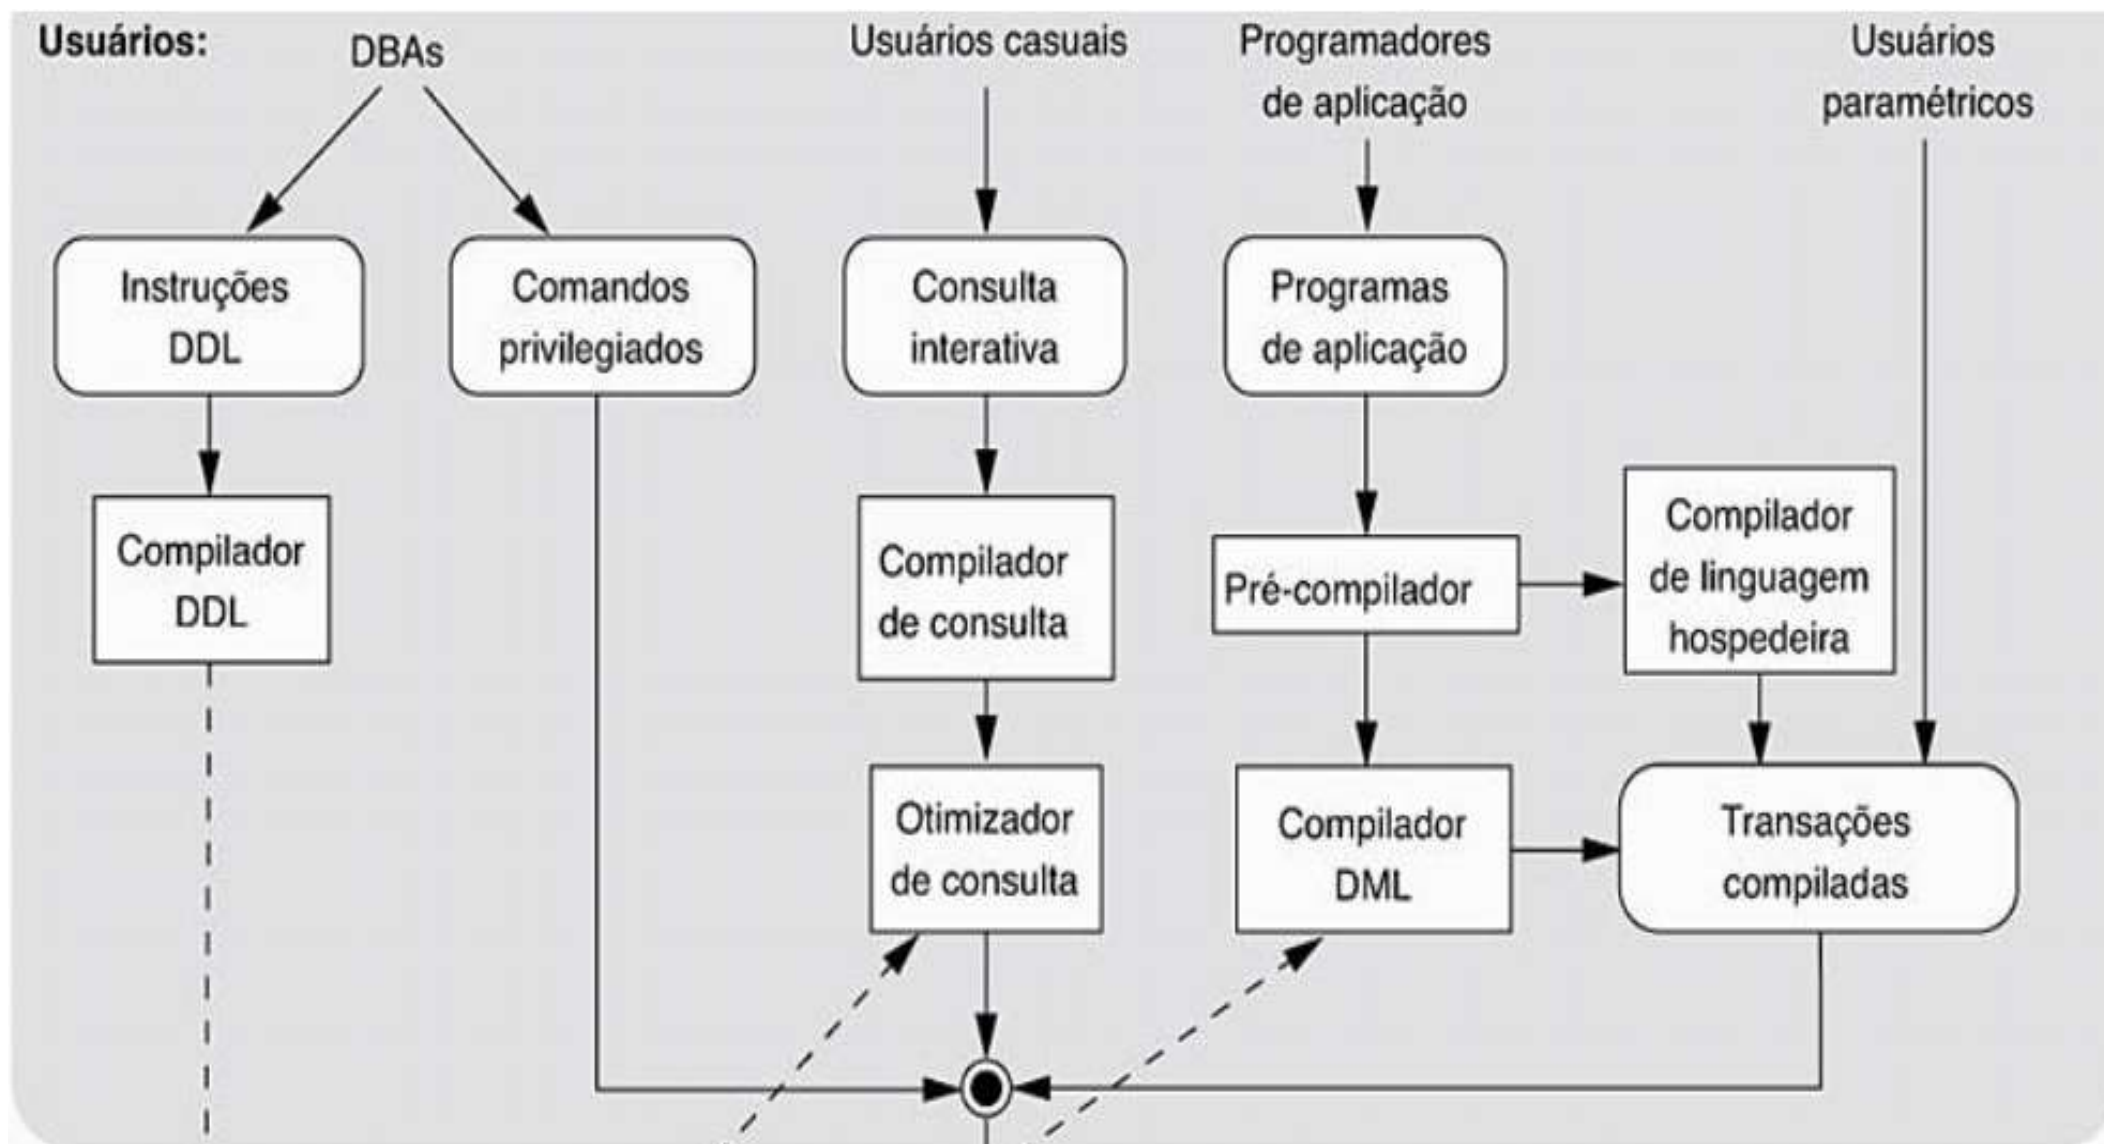 Usuários:
DBAs
Usuários casuais
Programadores
de aplicação
Usuários
paramétricos
Instruções
DDL
Comandos
privilegiados
Consulta
interativa
Programas
de aplicação
Compilador
DDL
Compilador
de consulta
Pré-compilador
Compilador
de linguagem
hospedeira
Otimizador
de consulta
Compilador
DML
Transações
compiladas